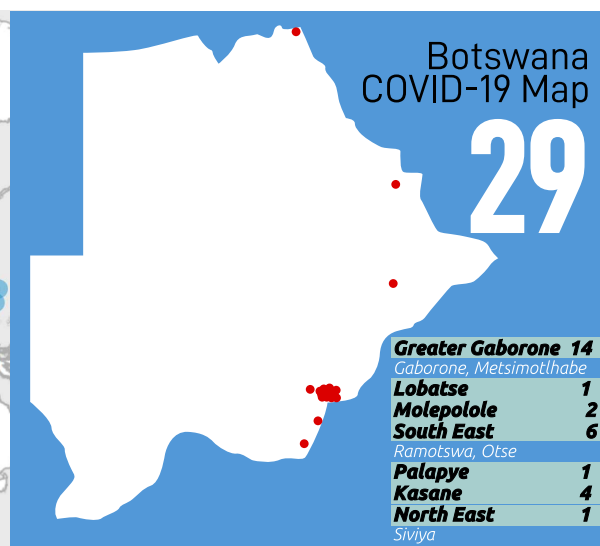 Botswana
COVID-19 Map
29
Greater Gaborone 14
Gaborone, Metsimotlhabe
Lobatse 1
Molepolole 2
South East 6
Ramotswa, Otse
Palapye 1
Kasane 4
North East 1
Siviya